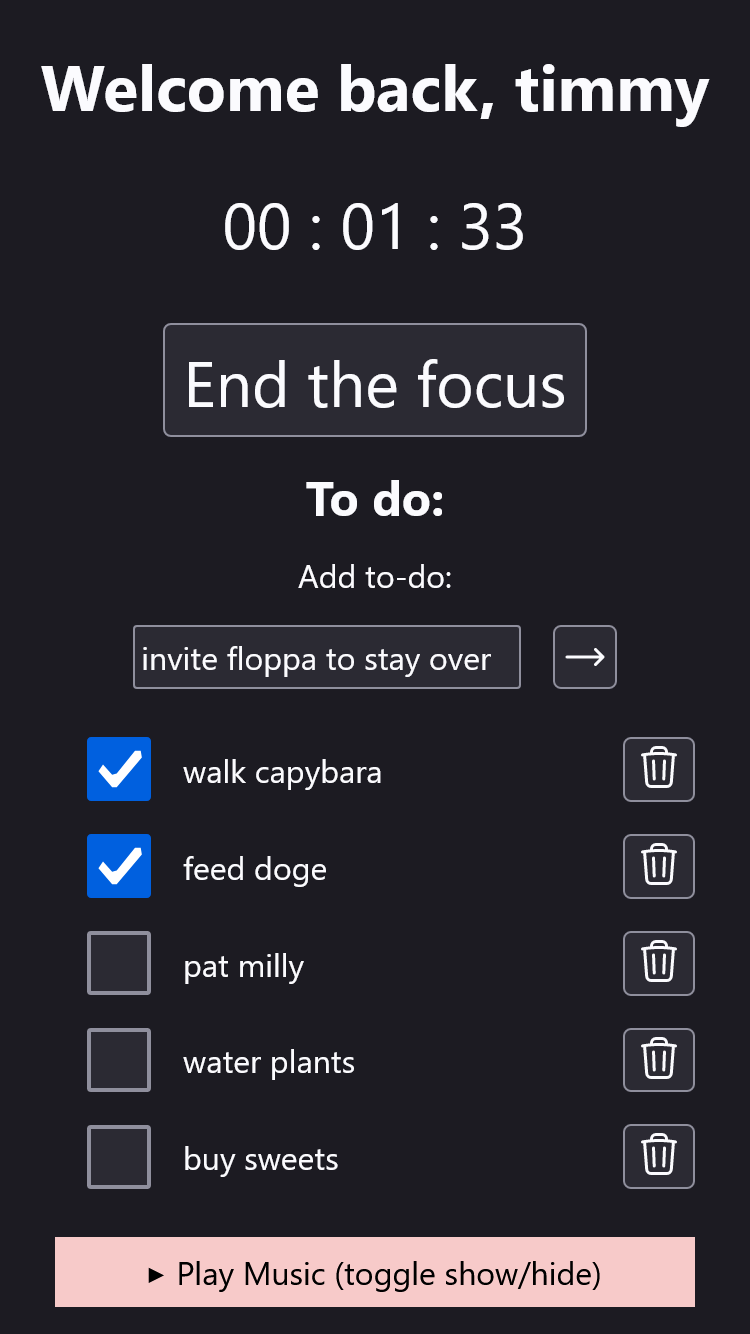 Welcome back, timmy
00 : 01 : 33
End the focus
To do:
Add to-do:
invite floppa to stay over
walk capybara
feed doge
pat milly
water plants
buy sweets
▸ Play Music (toggle show/hide)